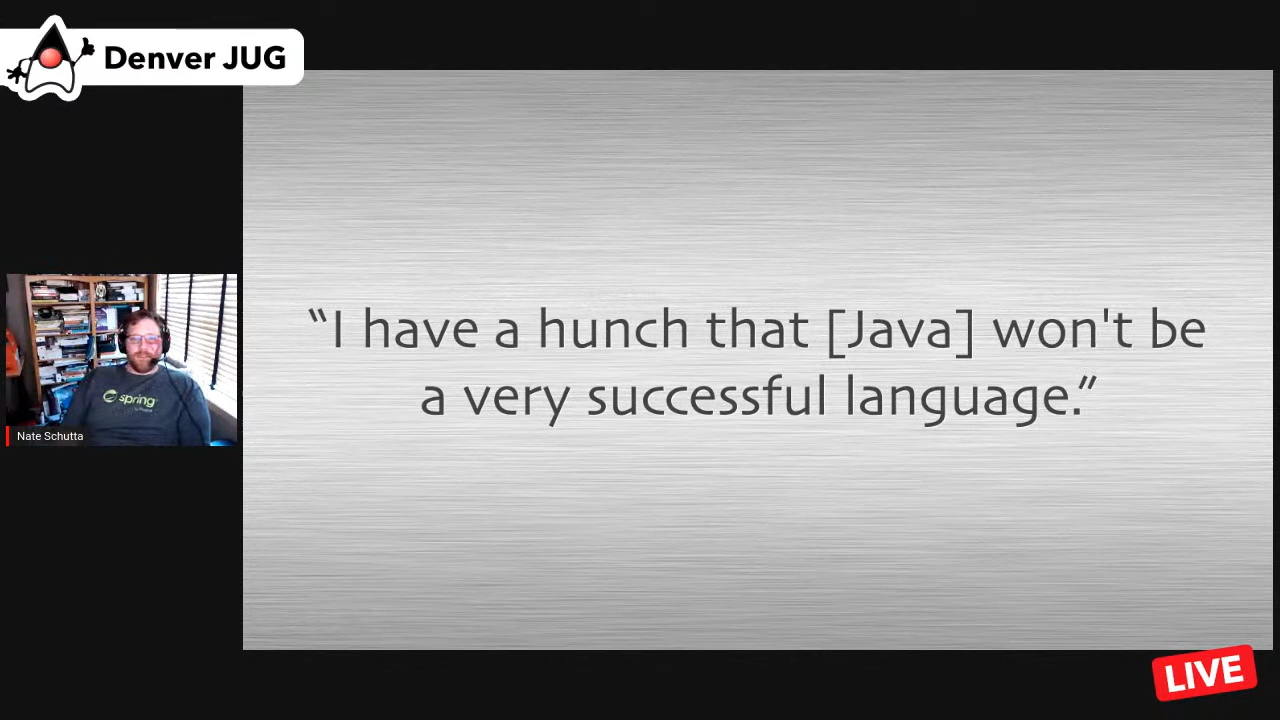 Denver JUG
“I have a hunch that [Java] won't be
a very successful language.”
spring
Nate Schutta
LIVE